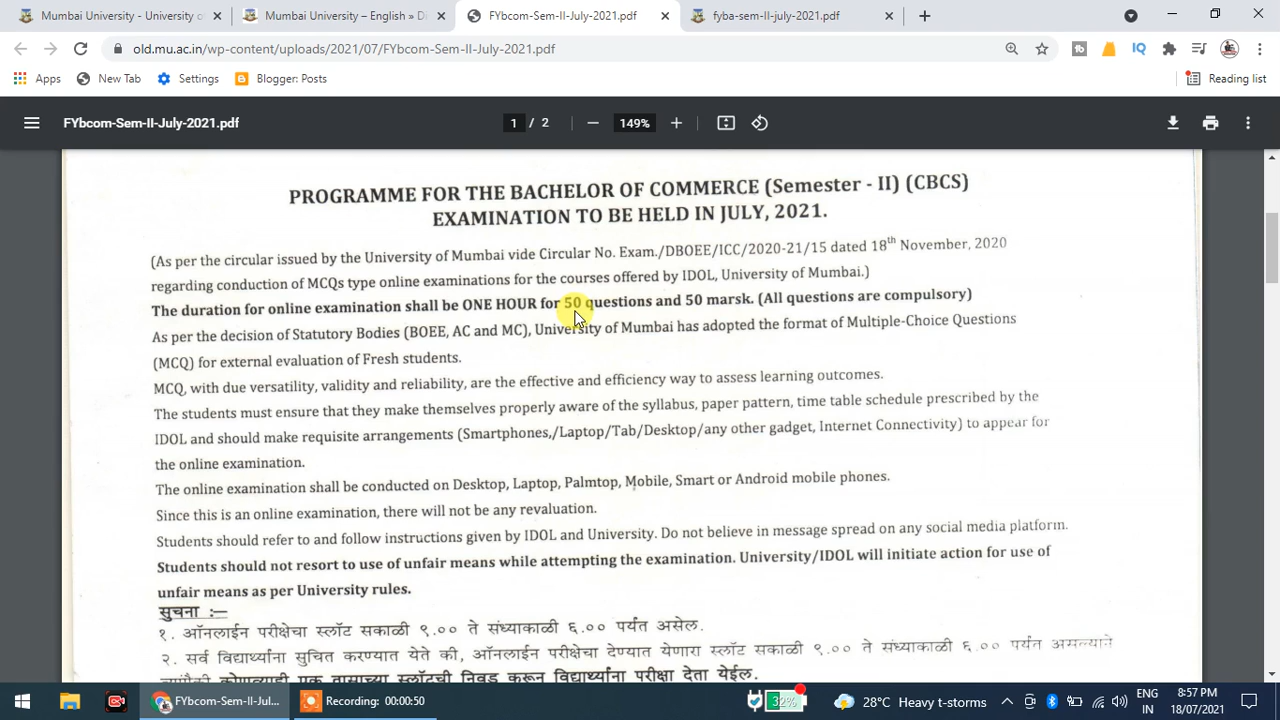 Mumbai University - University of
Mumbai University – English » Di
FYbcom-Sem-II-July-2021.pdf
fyba-sem-ii-july-2021.pdf
old.mu.ac.in/wp-content/uploads/2021/07/FYbcom-Sem-II-July-2021.pdf
IQ
Apps
New Tab
Settings
Blogger: Posts
Reading list
FYbcom-Sem-II-July-2021.pdf
1 / 2
149%
PROGRAMME FOR THE BACHELOR OF COMMERCE (Semester - II) (CBCS)
EXAMINATION TO BE HELD IN JULY, 2021.
(As per the circular issued by the University of Mumbai vide Circular No. Exam./DBOEE/ICC/2020-21/15 dated 18th November, 2020
regarding conduction of MCQs type online examinations for the courses offered by IDOL, University of Mumbai.)
The duration for online examination shall be ONE HOUR for 50 questions and 50 marsk. (All questions are compulsory)
As per the decision of Statutory Bodies (BOEE, AC and MC), University of Mumbai has adopted the format of Multiple-Choice Questions
(MCQ) for external evaluation of Fresh students.
MCQ, with due versatility, validity and reliability, are the effective and efficiency way to assess learning outcomes.
The students must ensure that they make themselves properly aware of the syllabus, paper pattern, time table schedule prescribed by the
IDOL and should make requisite arrangements (Smartphones,/Laptop/Tab/Desktop/any other gadget, Internet Connectivity) to appear for
the online examination.
The online examination shall be conducted on Desktop, Laptop, Palmtop, Mobile, Smart or Android mobile phones.
Since this is an online examination, there will not be any revaluation.
Students should refer to and follow instructions given by IDOL and University. Do not believe in message spread on any social media platform.
Students should not resort to use of unfair means while attempting the examination. University/IDOL will initiate action for use of
unfair means as per University rules.
सुचना :—
१. ऑनलाईन परीक्षेचा स्लॉट सकाळी ९.०० ते संध्याकाळी ६.०० पर्यंत असेल.
२. सर्व विद्यार्थ्यांना सुचित करण्यात येते की, ऑनलाईन परीक्षेचा देण्यात येणारा स्लॉट सकाळी ९.०० ते संध्याकाळी ६.०० पर्यंत असल्याने
त्यांपैकी कोणत्याही एक तासाच्या स्लॉटची निवड करून विद्यार्थ्यांना परीक्षा देता येईल.
FYbcom-Sem-II-Jul...
Recording: 00:00:50
32%
28°C Heavy t-storms
ENG
IN
8:57 PM
18/07/2021